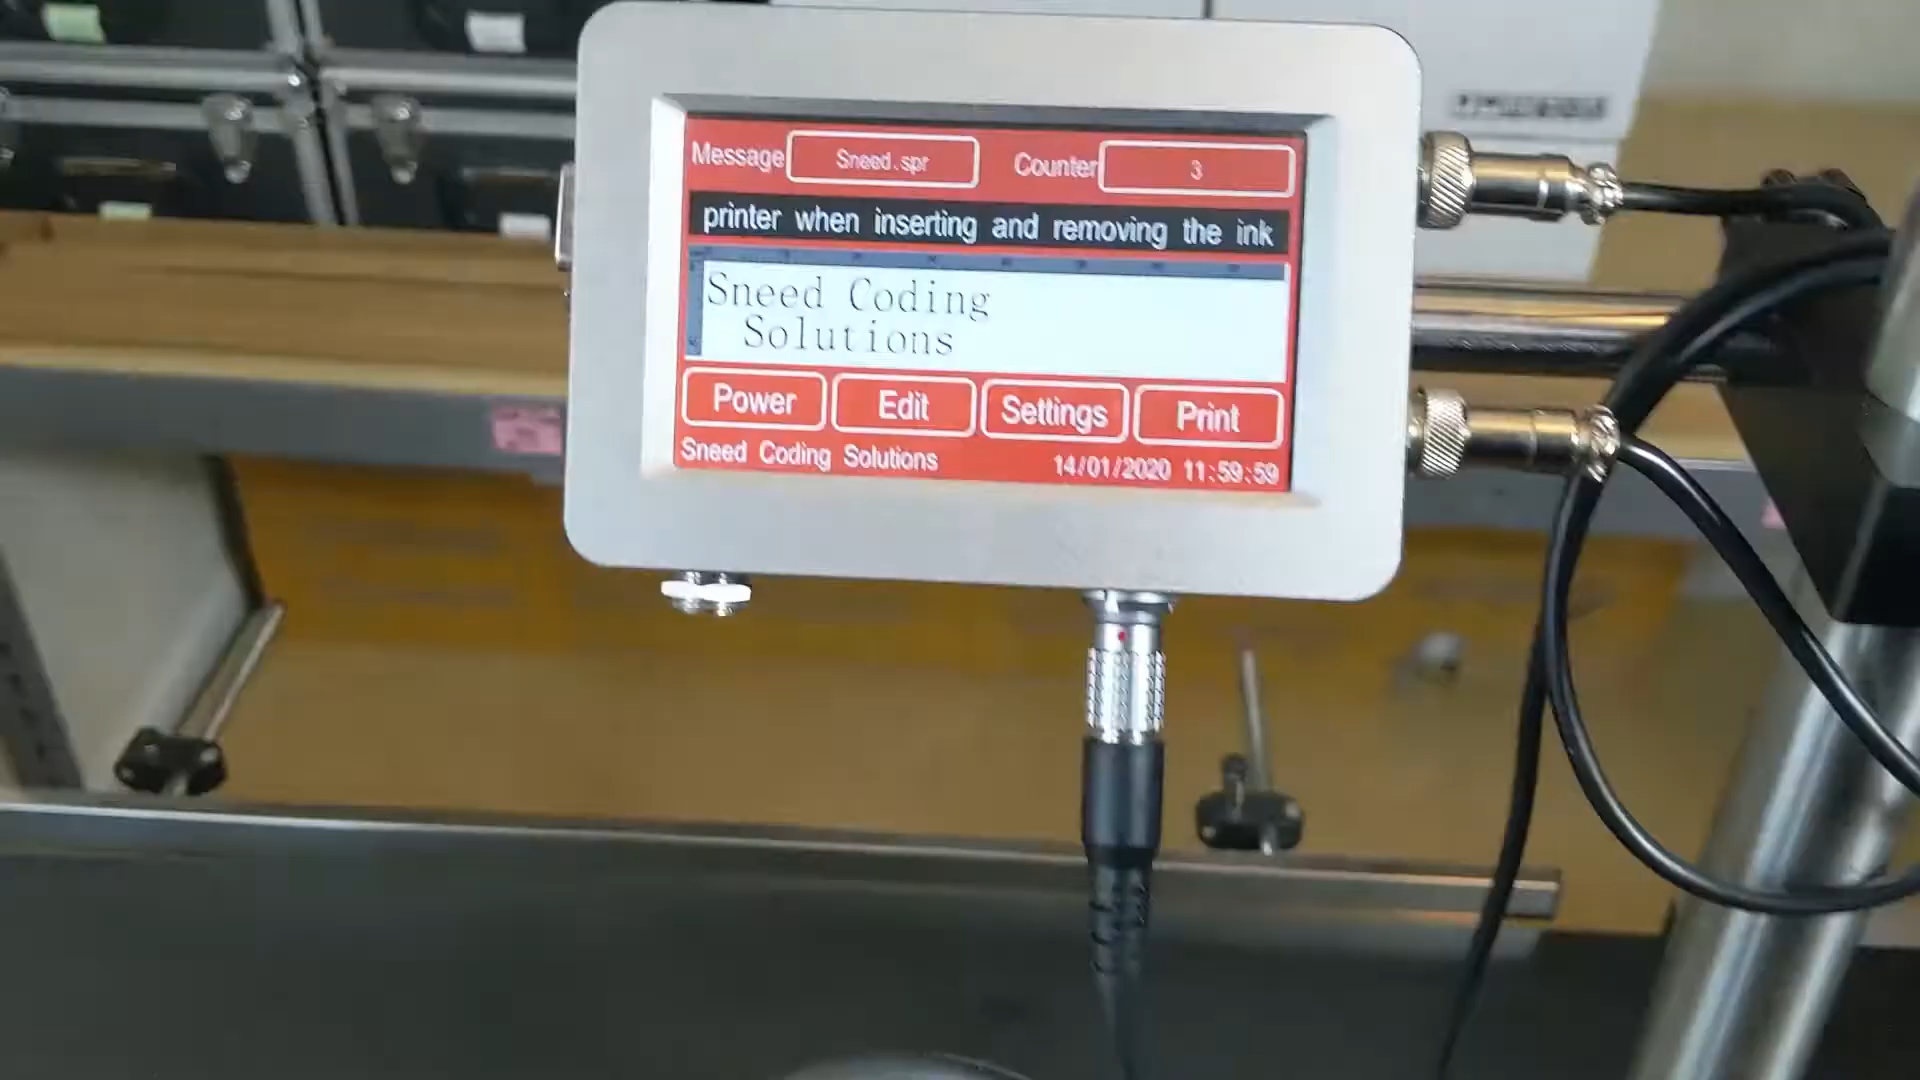 Message Sneed.spr Counter 3
printer when inserting and removing the ink
Sneed Coding
Solutions
Power Edit Settings Print
Sneed Coding Solutions 14/01/2020 11:59:59